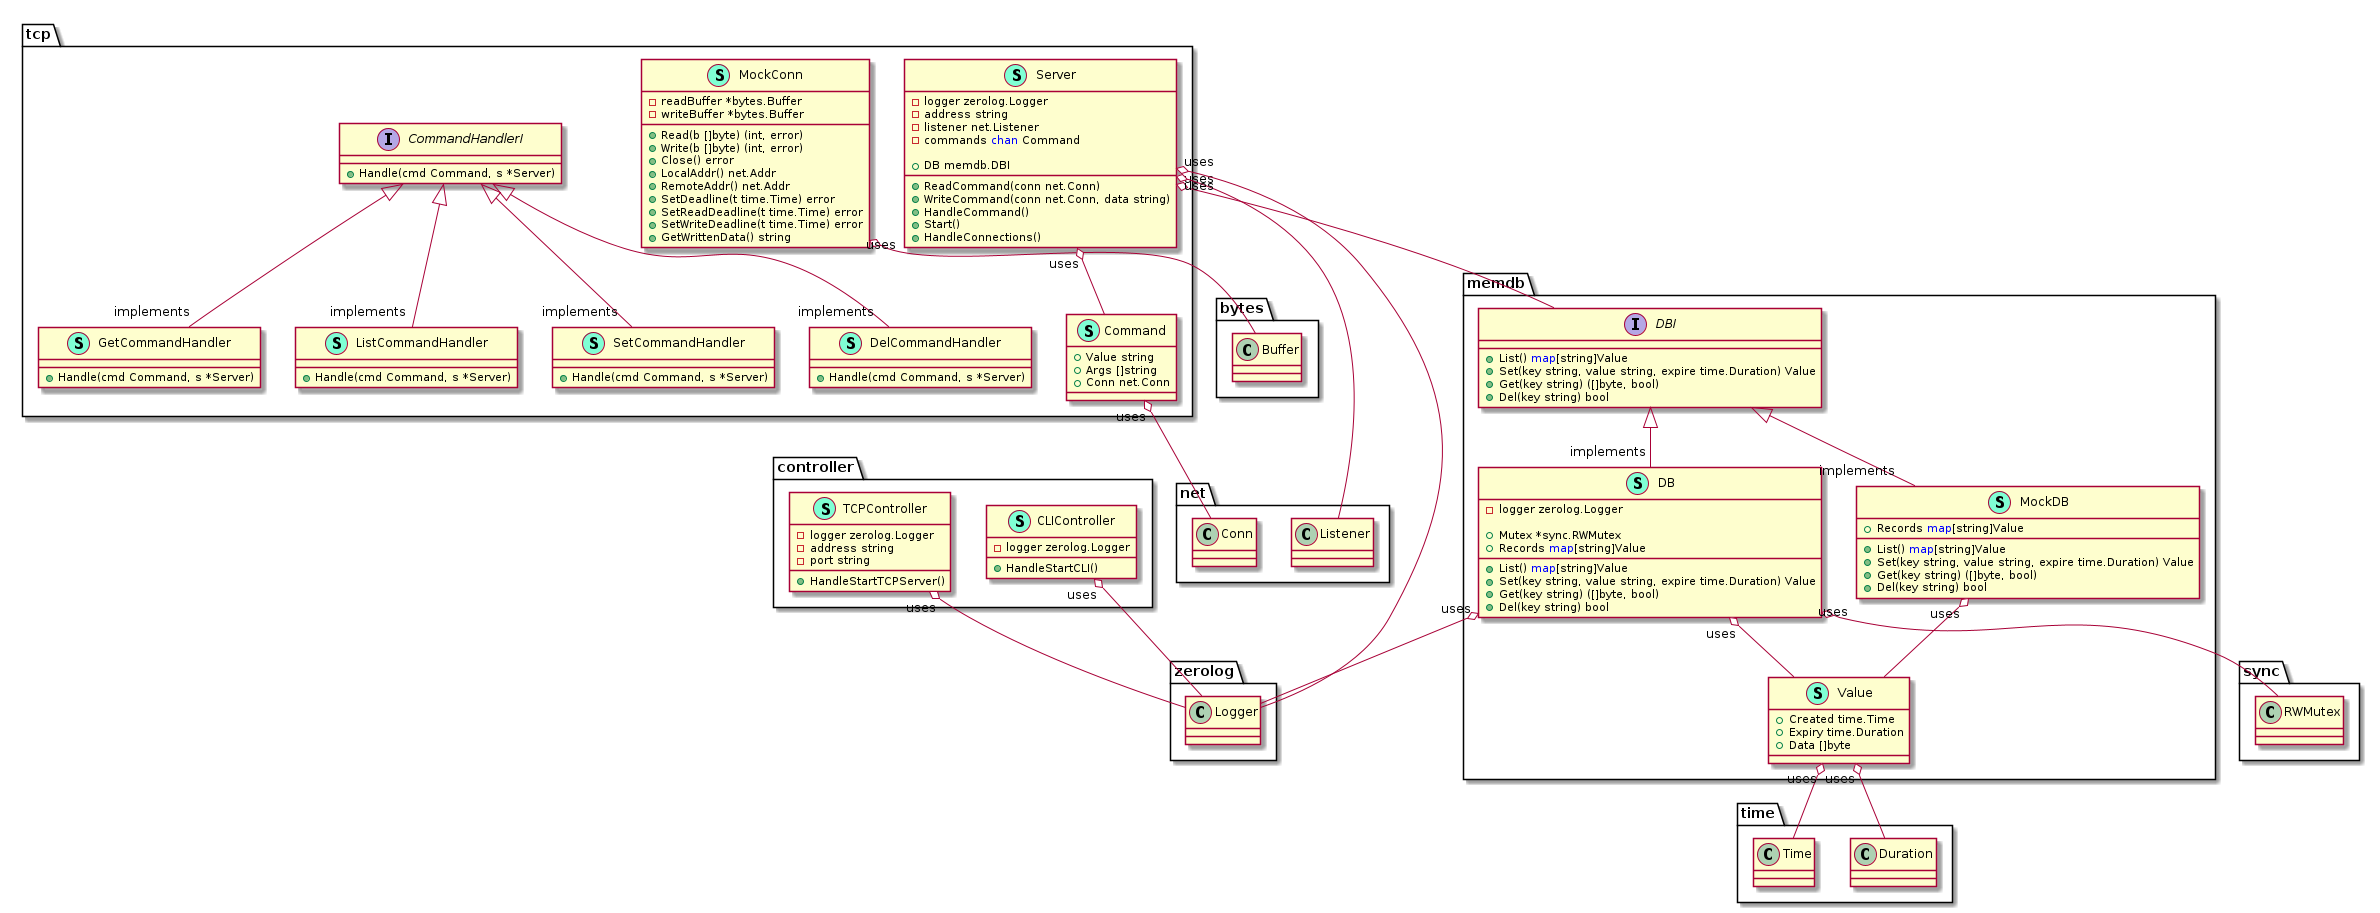 tcp
S MockConn
readBuffer *bytes.Buffer
writeBuffer *bytes.Buffer
Read(b []byte) (int, error)
Write(b []byte) (int, error)
Close() error
LocalAddr() net.Addr
RemoteAddr() net.Addr
SetDeadline(t time.Time) error
SetReadDeadline(t time.Time) error
SetWriteDeadline(t time.Time) error
GetWrittenData() string
uses
S Server
logger zerolog.Logger
address string
listener net.Listener
commands chan Command
DB memdb.DBI
ReadCommand(conn net.Conn)
WriteCommand(conn net.Conn, data string)
HandleCommand()
Start()
HandleConnections()
uses
uses
uses
uses
I CommandHandlerI
Handle(cmd Command, s *Server)
implements
implements
implements
implements
S GetCommandHandler
Handle(cmd Command, s *Server)
S ListCommandHandler
Handle(cmd Command, s *Server)
S SetCommandHandler
Handle(cmd Command, s *Server)
S DelCommandHandler
Handle(cmd Command, s *Server)
S Command
Value string
Args []string
Conn net.Conn
uses
bytes
C Buffer
memdb
I DBI
List() map[string]Value
Set(key string, value string, expire time.Duration) Value
Get(key string) ([]byte, bool)
Del(key string) bool
implements
implements
S DB
logger zerolog.Logger
Mutex *sync.RWMutex
Records map[string]Value
List() map[string]Value
Set(key string, value string, expire time.Duration) Value
Get(key string) ([]byte, bool)
Del(key string) bool
uses
uses
uses
S MockDB
Records map[string]Value
List() map[string]Value
Set(key string, value string, expire time.Duration) Value
Get(key string) ([]byte, bool)
Del(key string) bool
uses
S Value
Created time.Time
Expiry time.Duration
Data []byte
uses
uses
controller
S TCPController
logger zerolog.Logger
address string
port string
HandleStartTCPServer()
uses
S CLIController
logger zerolog.Logger
HandleStartCLI()
uses
net
C Conn
C Listener
zerolog
C Logger
sync
C RWMutex
time
C Time
C Duration